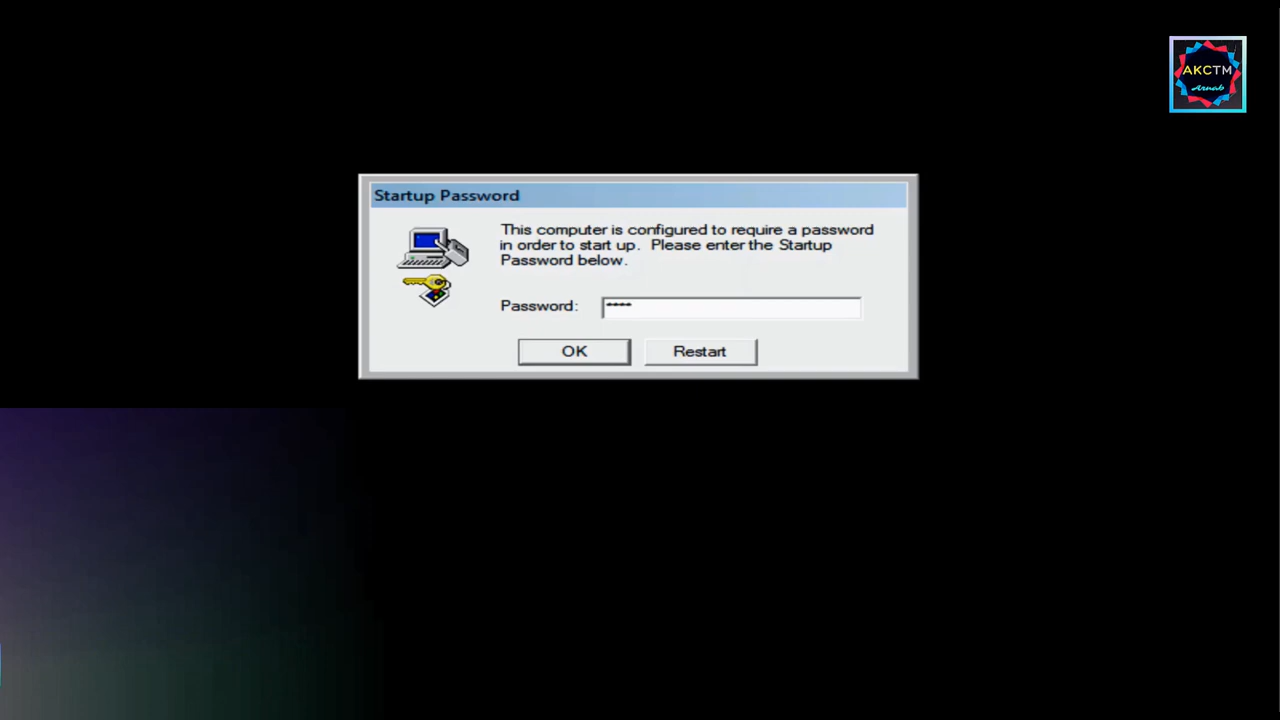 AKCTM
Arnab
Startup Password
This computer is configured to require a password
in order to start up. Please enter the Startup
Password below.
Password: ****
OK Restart